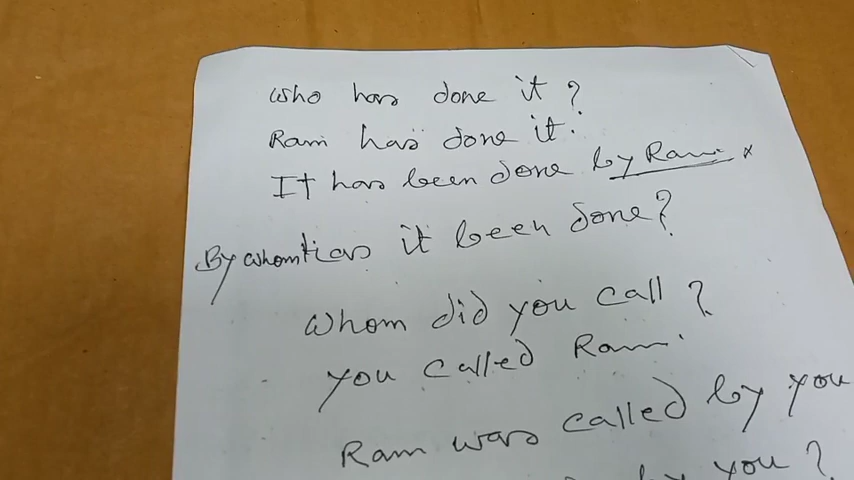 Who has done it?
Ram has done it.
It has been done by Ram. x
By whom has it been done?
Whom did you call?
You called Ram.
Ram was called by you
by you?